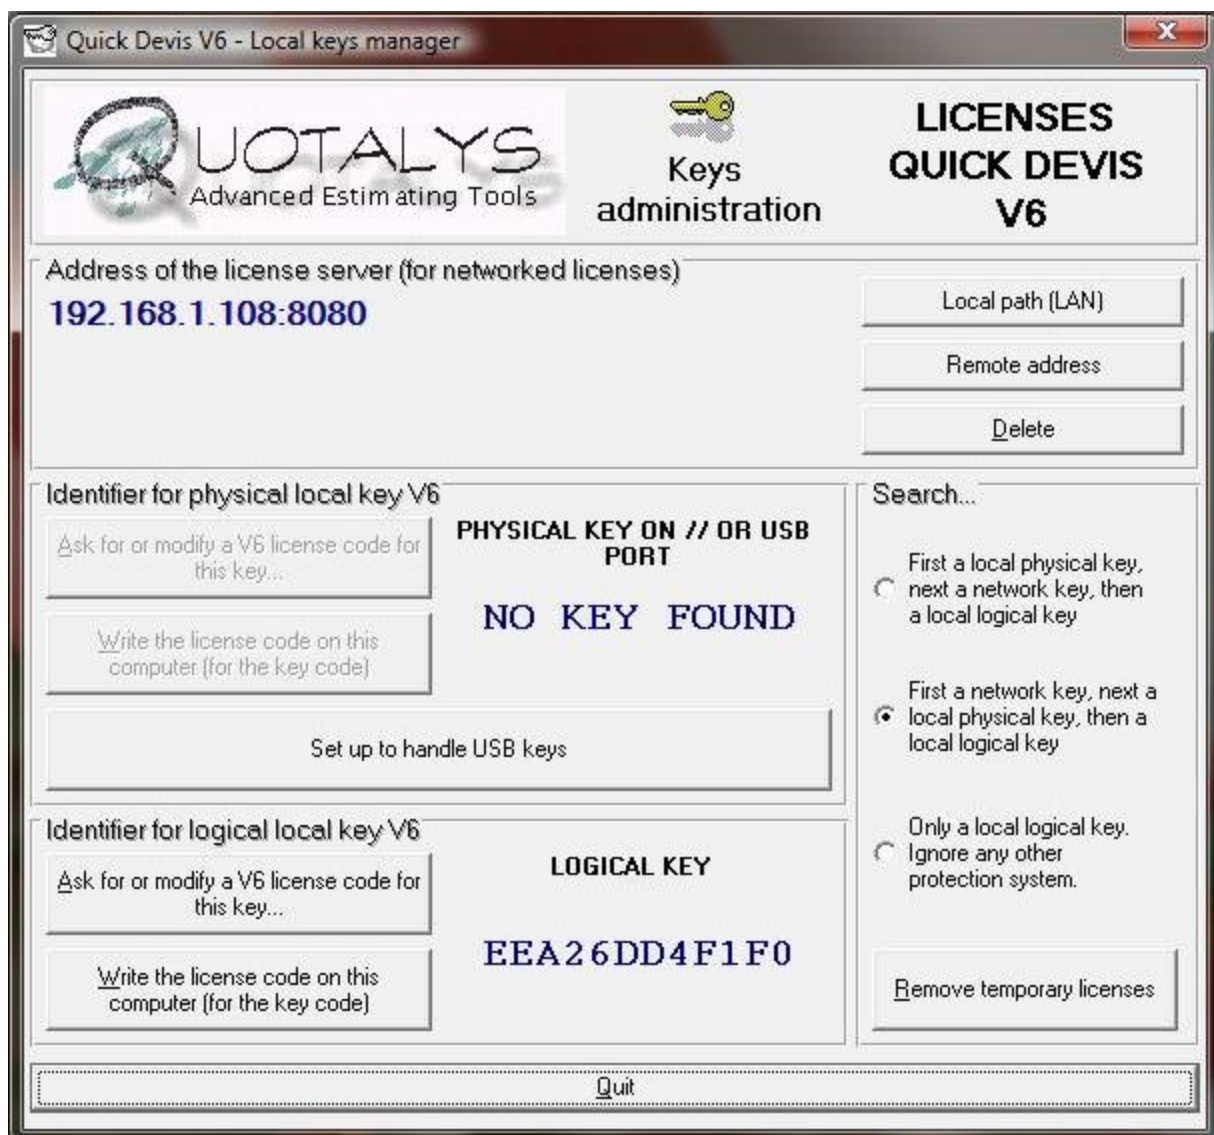 Quick Devis V6 - Local keys manager
QUOTALYS
Advanced Estimating Tools
Keys
administration
LICENSES
QUICK DEVIS
V6
Address of the license server (for networked licenses)
192.168.1.108:8080
Local path (LAN)
Remote address
Delete
Identifier for physical local key V6
Ask for or modify a V6 license code for
this key...
Write the license code on this
computer (for the key code)
PHYSICAL KEY ON // OR USB
PORT
NO KEY FOUND
Set up to handle USB keys
Identifier for logical local key V6
Ask for or modify a V6 license code for
this key...
Write the license code on this
computer (for the key code)
LOGICAL KEY
EEA26DD4F1F0
Search...
First a local physical key,
next a network key, then
a local logical key
First a network key, next a
local physical key, then a
local logical key
Only a local logical key.
Ignore any other
protection system.
Remove temporary licenses
Quit